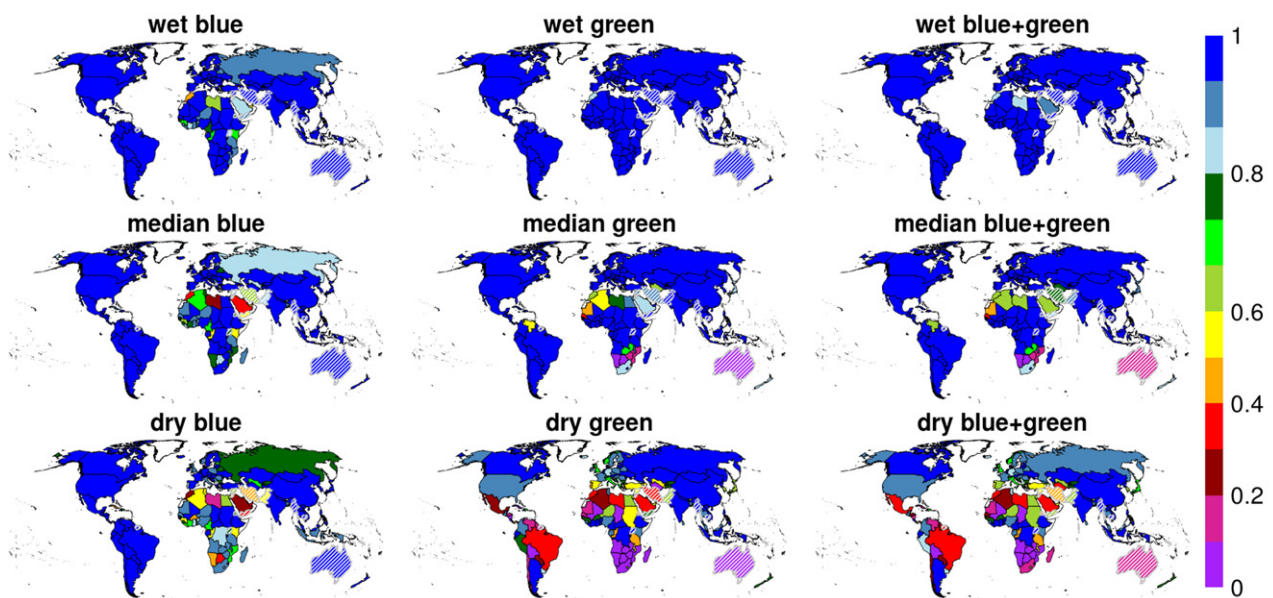 wet blue
wet green
wet blue+green
median blue
median green
median blue+green
dry blue
dry green
dry blue+green
1
0.8
0.6
0.4
0.2
0